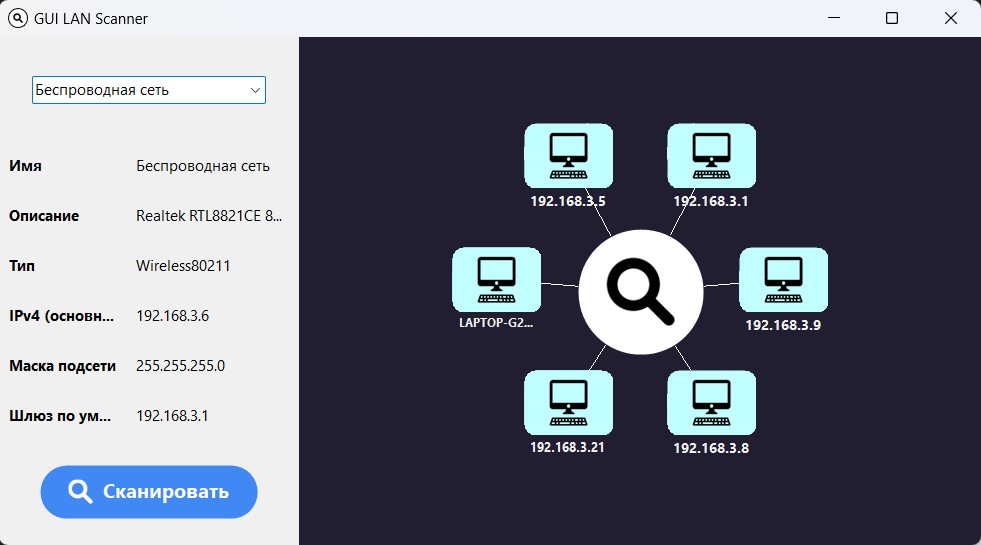 GUI LAN Scanner
Беспроводная сеть
Имя Беспроводная сеть
Описание Realtek RTL8821CE 8...
Тип Wireless80211
IPv4 (основн... 192.168.3.6
Маска подсети 255.255.255.0
Шлюз по ум... 192.168.3.1
Сканировать
192.168.3.5 192.168.3.1
LAPTOP-G2... 192.168.3.9
192.168.3.21 192.168.3.8